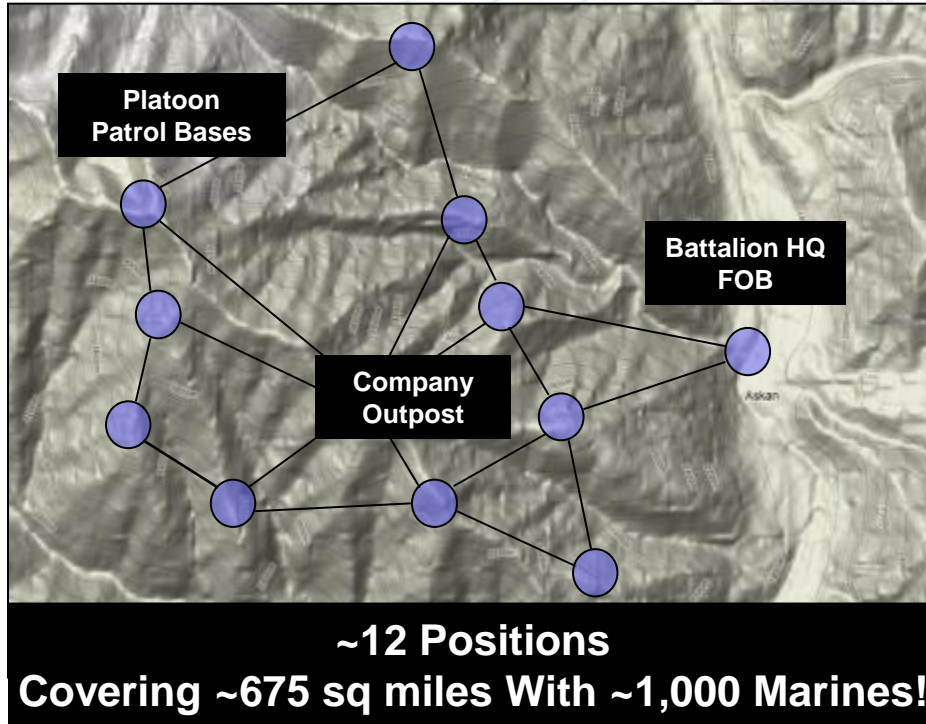 Platoon
Patrol Bases
Battalion HQ
FOB
Company
Outpost
Askan
~12 Positions
Covering ~675 sq miles With ~1,000 Marines!